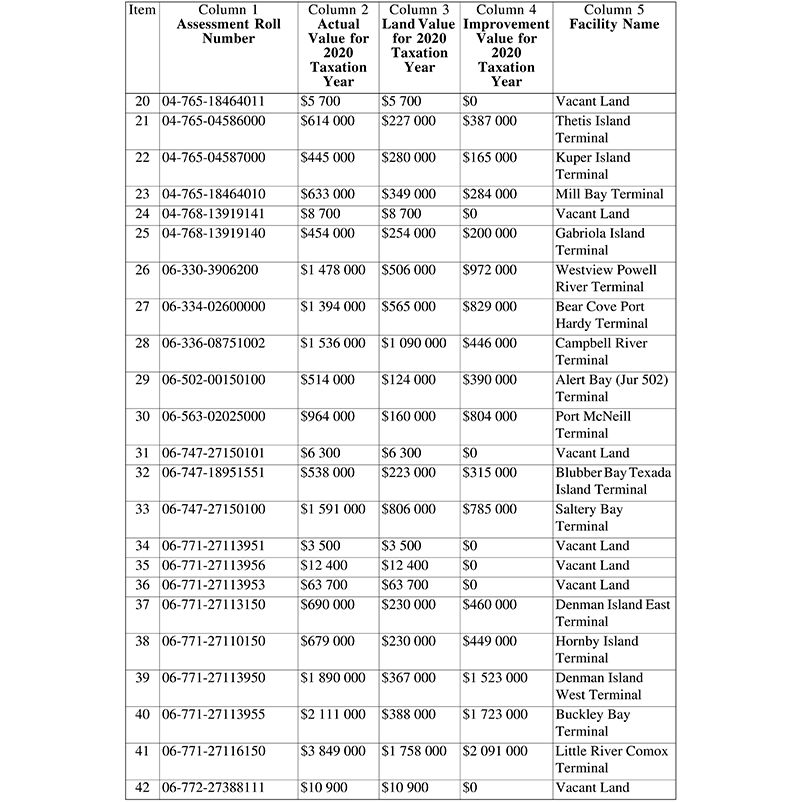 Item Column 1 Column 2 Column 3 Column 4 Column 5
Assessment Roll Actual Land Value Improvement Facility Name
Number Value for for 2020 Value for
2020 Taxation 2020
Taxation Year Taxation
Year Year
20 04-765-18464011 $5 700 $5 700 $0 Vacant Land
21 04-765-04586000 $614 000 $227 000 $387 000 Thetis Island
Terminal
22 04-765-04587000 $445 000 $280 000 $165 000 Kuper Island
Terminal
23 04-765-18464010 $633 000 $349 000 $284 000 Mill Bay Terminal
24 04-768-13919141 $8 700 $8 700 $0 Vacant Land
25 04-768-13919140 $454 000 $254 000 $200 000 Gabriola Island
Terminal
26 06-330-3906200 $1 478 000 $506 000 $972 000 Westview Powell
River Terminal
27 06-334-02600000 $1 394 000 $565 000 $829 000 Bear Cove Port
Hardy Terminal
28 06-336-08751002 $1 536 000 $1 090 000 $446 000 Campbell River
Terminal
29 06-502-00150100 $514 000 $124 000 $390 000 Alert Bay (Jur 502)
Terminal
30 06-563-02025000 $964 000 $160 000 $804 000 Port McNeill
Terminal
31 06-747-27150101 $6 300 $6 300 $0 Vacant Land
32 06-747-18951551 $538 000 $223 000 $315 000 Blubber Bay Texada
Island Terminal
33 06-747-27150100 $1 591 000 $806 000 $785 000 Saltery Bay
Terminal
34 06-771-27113951 $3 500 $3 500 $0 Vacant Land
35 06-771-27113956 $12 400 $12 400 $0 Vacant Land
36 06-771-27113953 $63 700 $63 700 $0 Vacant Land
37 06-771-27113150 $690 000 $230 000 $460 000 Denman Island East
Terminal
38 06-771-27110150 $679 000 $230 000 $449 000 Hornby Island
Terminal
39 06-771-27113950 $1 890 000 $367 000 $1 523 000 Denman Island
West Terminal
40 06-771-27113955 $2 111 000 $388 000 $1 723 000 Buckley Bay
Terminal
41 06-771-27116150 $3 849 000 $1 758 000 $2 091 000 Little River Comox
Terminal
42 06-772-27388111 $10 900 $10 900 $0 Vacant Land